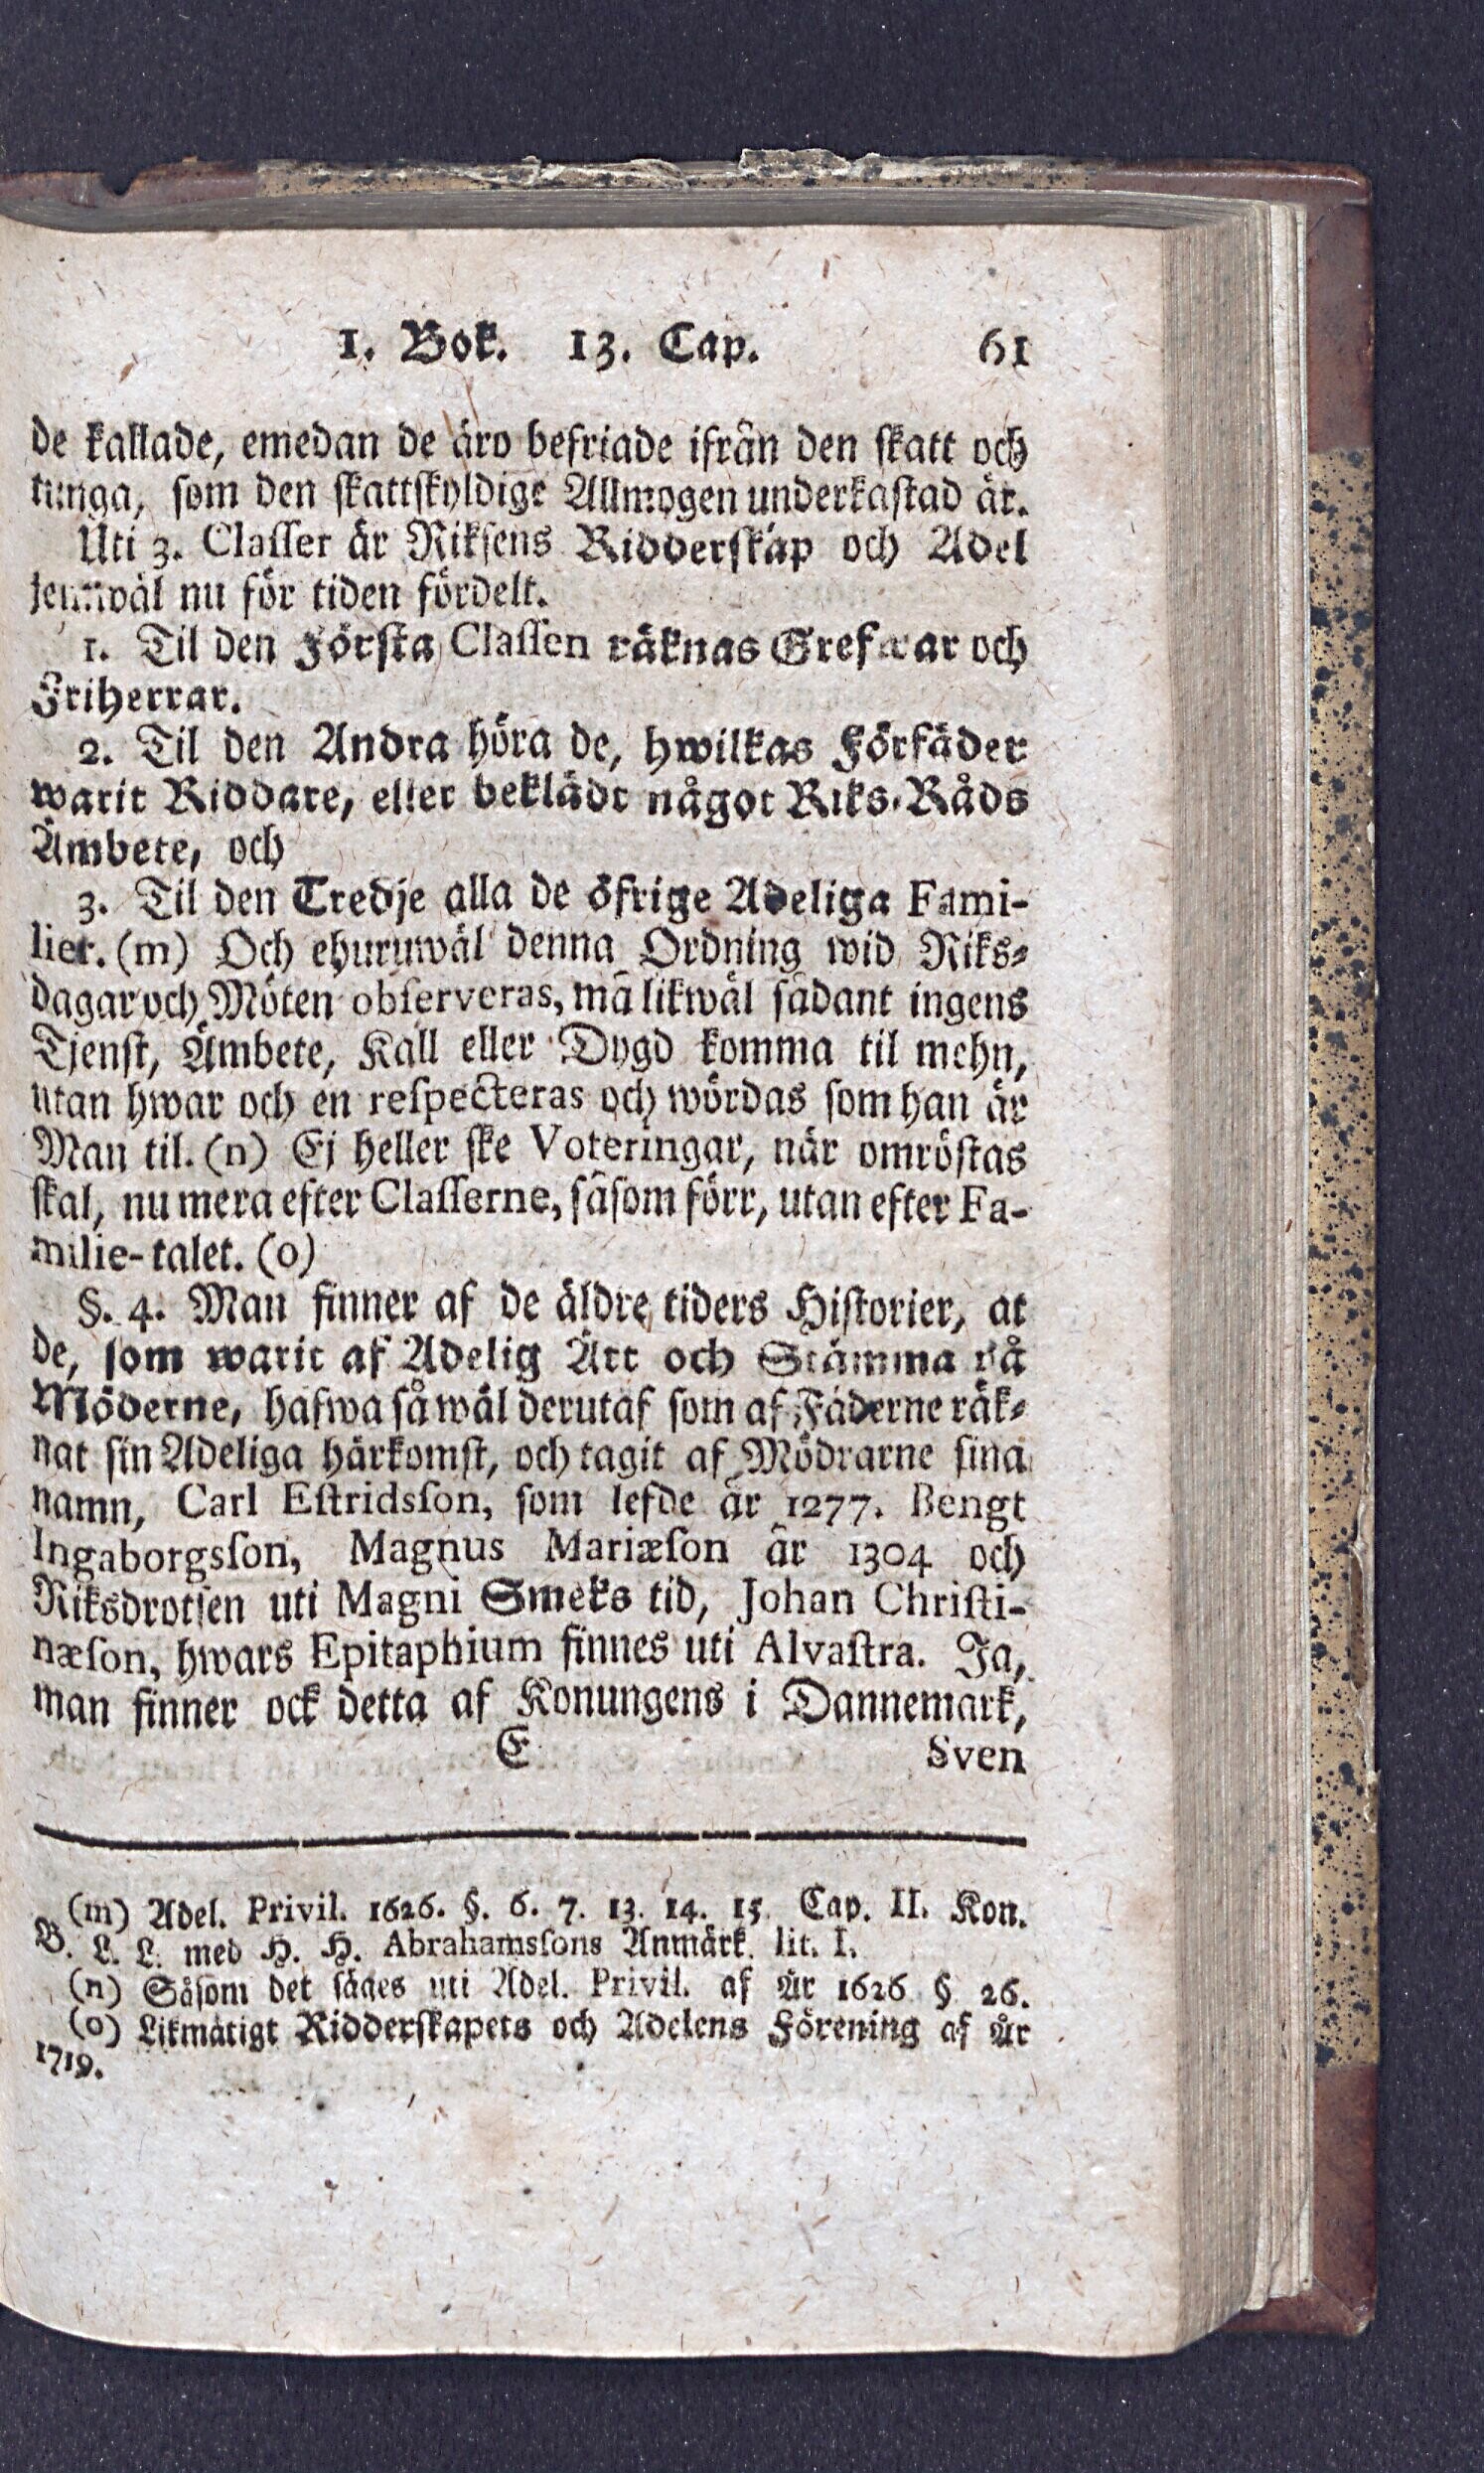 1. Bok. 13. Cap. 61
de kallade, emedan de äro befriade ifrån den skatt och
tunga, som den skattskyldige Allmogen underkastad är.
Uti 3. Classer är Riksens Ridderskap och Adel
jemwäl nu för tiden fördelt.
1. Til den Första Classen räknas Grefwar och
Friherrar.
2. Til den Andra höra de, hwilkas Förfäder
warit Riddare, eller beklädt något Riks-Råds
Ämbete, och
3. Til den Tredje alla de öfrige Adeliga Fami-
lier. (m) Och ehuruwäl denna Ordning wid Riks-
dagar och Möten observeras, må likwäl sådant ingens
Tjenst, Ämbete, Kall eller Dygd komma til mehn,
utan hwar och en respecteras och wördas som han är
Man til. (n) Ej heller ske Voteringar, när omröstas
skal, nu mera efter Classerne, såsom förr, utan efter Fa-
milie-talet. (o)
§. 4. Man finner af de äldre tiders Historier, at
de, som warit af Adelig Ätt och Stämma på
Möderne, hafwa så wäl derutaf som af Fäderne räk-
nat sin Adeliga härkomst, och tagit af Mödrarne sina
namn, Carl Estridsson, som lefde år 1277. Bengt
Ingaborgsson, Magnus Mariæson år 1304 och
Riksdrotsen uti Magni Smeks tid, Johan Christi-
næson, hwars Epitaphium finnes uti Alvastra. Ja,
man finner ock detta af Konungens i Dannemark,
E Sven
(m) Adel. Privil. 1626. §. 6. 7. 13. 14. 15. Cap. II. Kon.
B. L. L. med H. H. Abrahamssons Anmärk. lit. I.
(n) Såsom det säges uti Adel. Privil. af År 1626 § 26.
(o) Likmätigt Ridderskapets och Adelens Förening af År
1719.